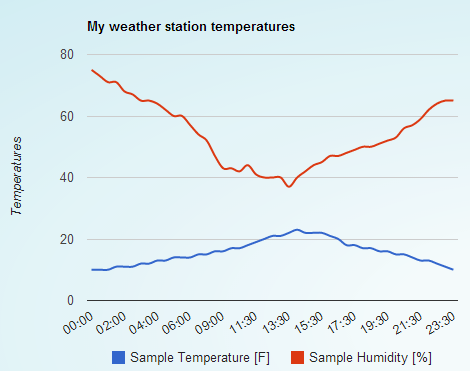 My weather station temperatures
80
60
40
20
0
Temperatures
00:00 02:00 04:00 06:00 09:00 11:30 13:30 15:30 17:30 19:30 21:30 23:30
Sample Temperature [F] Sample Humidity [%]